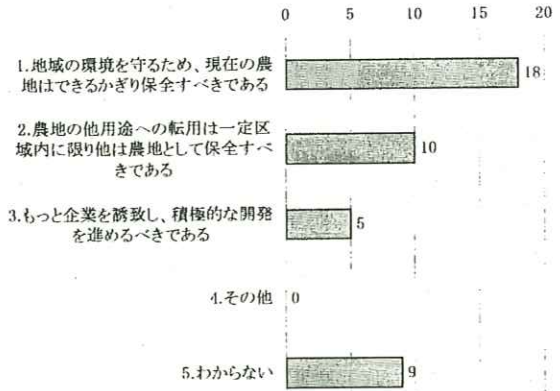 0 5 10 15 20
1.地域の環境を守るため、現在の農
地はできるかぎり保全すべきである
18
2.農地の他用途への転用は一定区
域内に限り他は農地として保全すべ
きである
10
3.もっと企業を誘致し、積極的な開発
を進めるべきである
5
4.その他
0
5.わからない
9